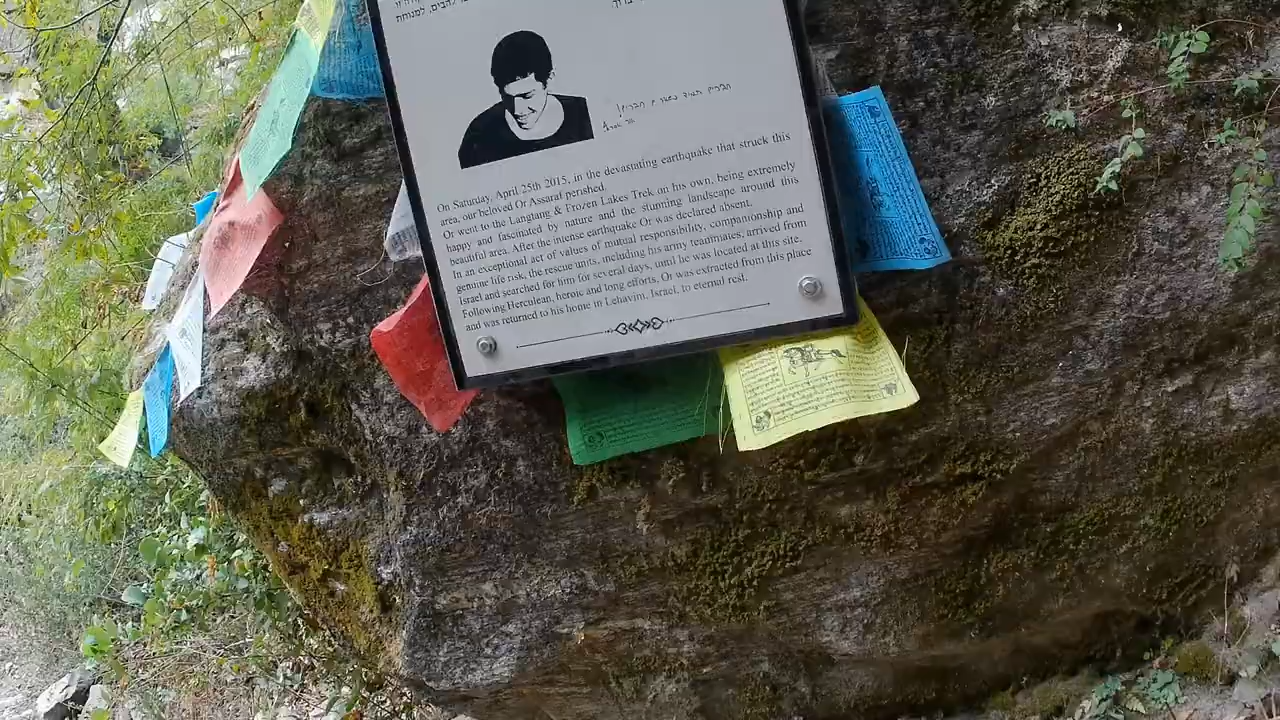 להבים, למנוחת
On Saturday, April 25th 2015, in the devastating earthquake that struck this
area, our beloved Or Assaraf perished.
Or went to the Langtang & Frozen Lakes Trek on his own, being extremely
happy and fascinated by nature and the stunning landscape around this
beautiful area. After the intense earthquake Or was declared absent.
In an exceptional act of values of mutual responsibility, companionship and
genuine life risk, the rescue units, including his army teammates, arrived from
Israel and searched for him for several days, until he was located at this site.
Following Herculean, heroic and long efforts, Or was extracted from this place
and was returned to his home in Lehavim, Israel, to eternal rest.